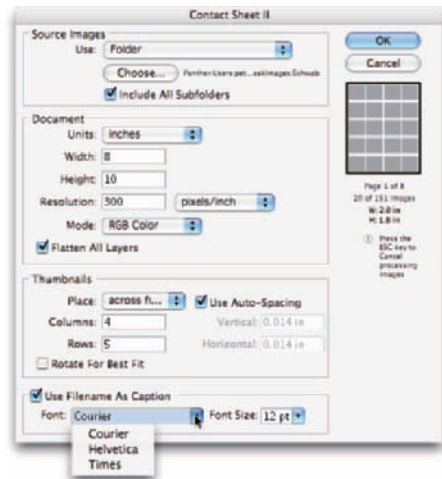 Contact Sheet II
Source Images
Use: Folder
Choose...
Include All Subfolders
Document
Units: inches
Width: 8
Height: 10
Resolution: 300 pixels/inch
Mode: RGB Color
Flatten All Layers
Thumbnails
Place: across fi... Use Auto-Spacing
Columns: 4 Vertical: 0.014 in
Rows: 5 Horizontal: 0.014 in
Rotate For Best Fit
Use Filename As Caption
Font: Courier Font Size: 12 pt
Courier
Helvetica
Times
OK
Cancel
Page 1 of 8
20 of 151 Images
W: 2.0 in
H: 1.8 in
Press the
ESC key to
Cancel
processing
images